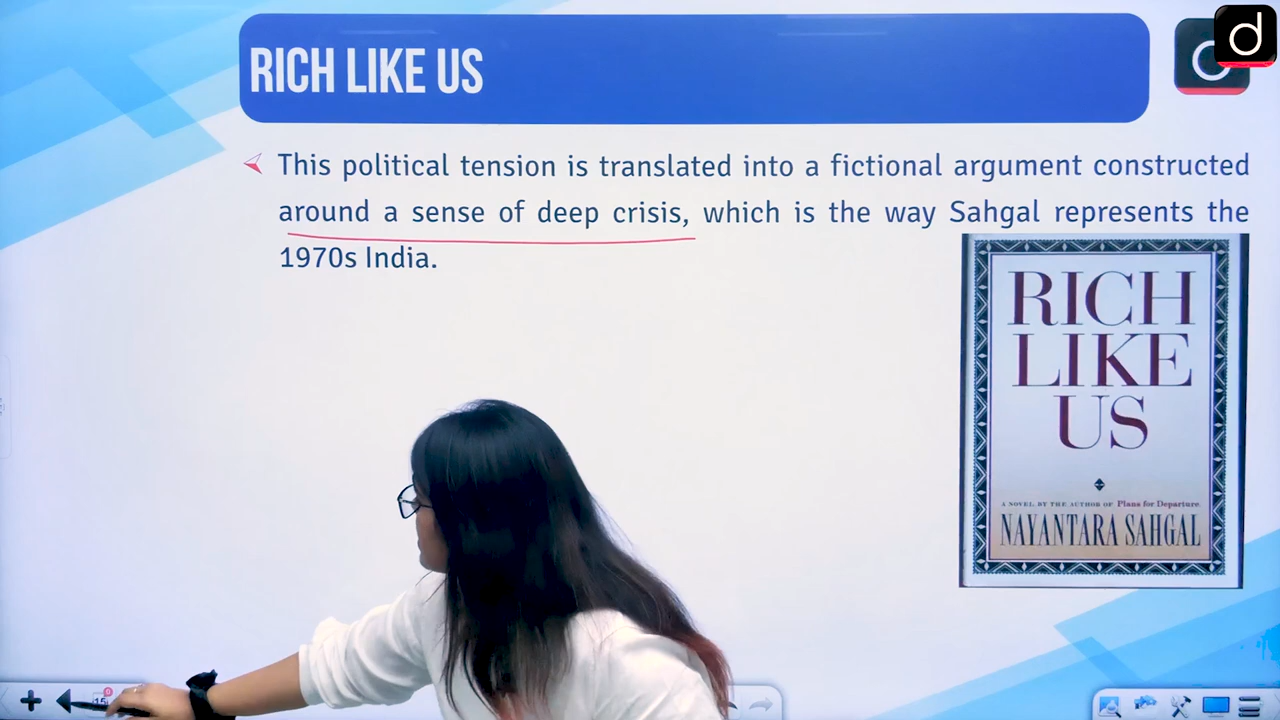 RICH LIKE US
d
This political tension is translated into a fictional argument constructed
around a sense of deep crisis, which is the way Sahgal represents the
1970s India.
RICH
LIKE
US
A NOVEL BY THE AUTHOR OF Plans for Departure
NAYANTARA SAHGAL